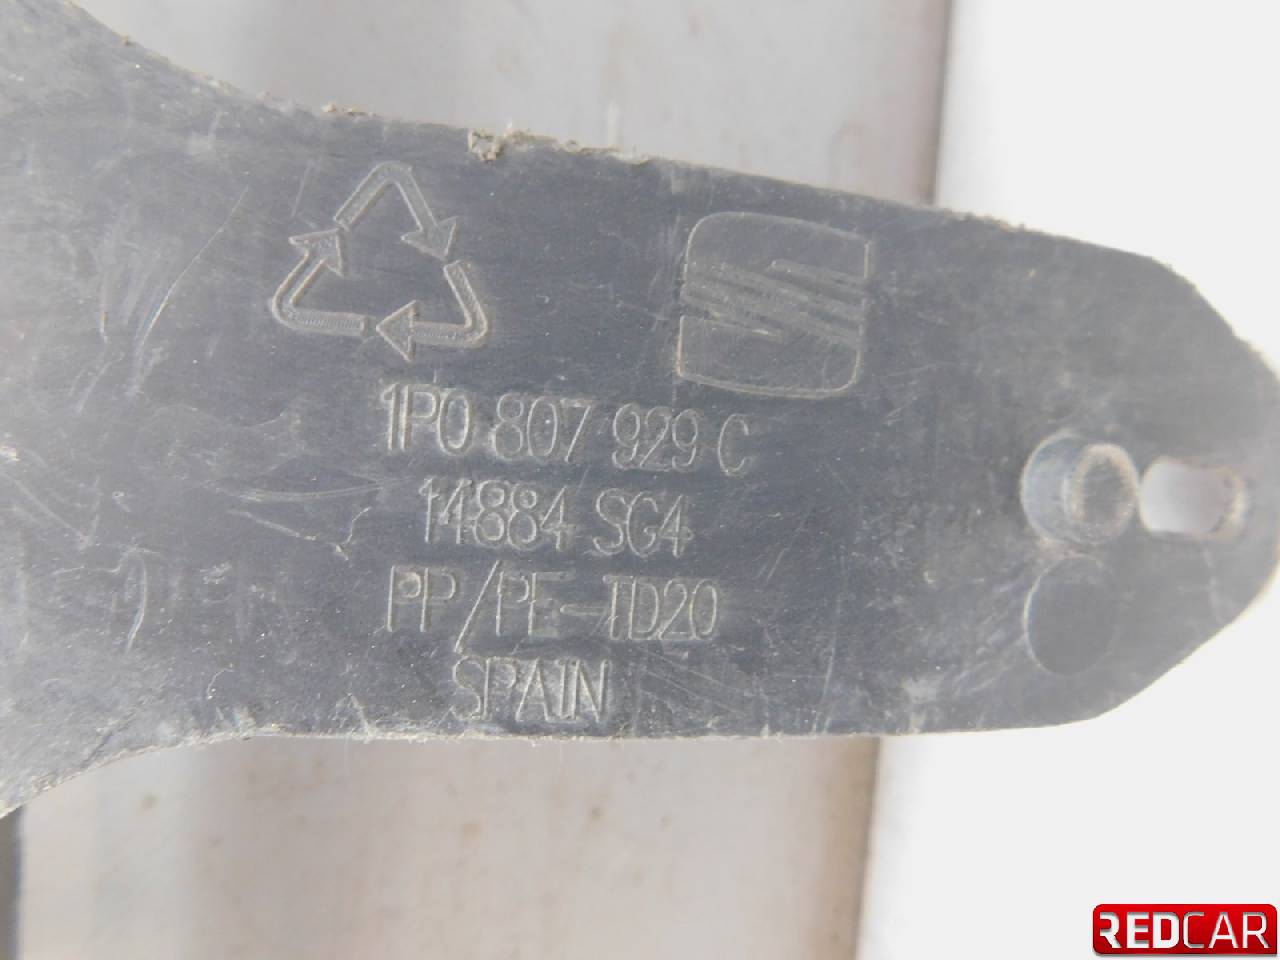 1P0 807 929 C
14884 SG4
PP/PE-TD20
SPAIN
REDCAR